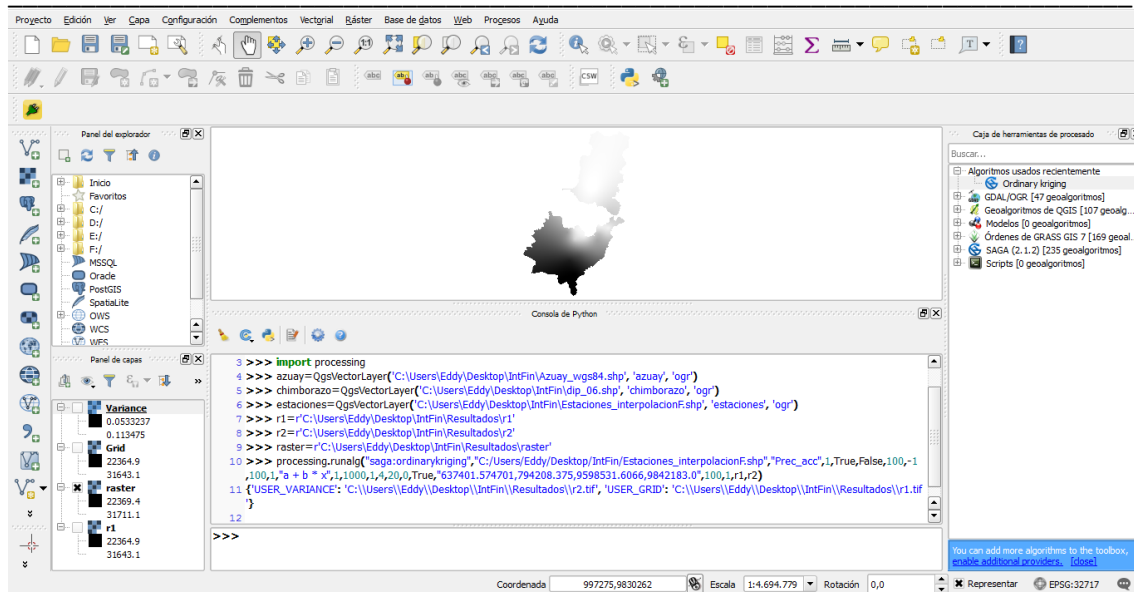 Proyecto Edición Ver Capa Configuración Complementos Vectorial Ráster Base de datos Web Procesos Ayuda
abc abc abc abc abc abc abc CSW
Panel del explorador
Inicio
Favoritos
C:/
D:/
E:/
F:/
MSSQL
Oracle
PostGIS
SpatiaLite
OWS
WCS
WFS
Panel de capas
Variance
0.0533237
0.113475
Grid
22364.9
31643.1
raster
22369.4
31711.1
r1
22364.9
31643.1
Consola de Python
3 >>> import processing
4 >>> azuay=QgsVectorLayer('C:\Users\Eddy\Desktop\IntFin\Azuay_wgs84.shp', 'azuay', 'ogr')
5 >>> chimborazo=QgsVectorLayer('C:\Users\Eddy\Desktop\IntFin\dip_06.shp', 'chimborazo', 'ogr')
6 >>> estaciones=QgsVectorLayer('C:\Users\Eddy\Desktop\IntFin\Estaciones_interpolacionF.shp', 'estaciones', 'ogr')
7 >>> r1=r'C:\Users\Eddy\Desktop\IntFin\Resultados\r1'
8 >>> r2=r'C:\Users\Eddy\Desktop\IntFin\Resultados\r2'
9 >>> raster=r'C:\Users\Eddy\Desktop\IntFin\Resultados\raster'
10 >>> processing.runalg("saga:ordinarykriging","C:/Users/Eddy/Desktop/IntFin/Estaciones_interpolacionF.shp","Prec_acc",1,True,False,100,-1
,100,1,"a + b * x",1,1000,1,4,20,0,True,"637401.574701,794208.375,9598531.6066,9842183.0",100,1,r1,r2)
11 {'USER_VARIANCE': 'C:\\Users\\Eddy\\Desktop\\IntFin\\Resultados\\r2.tif', 'USER_GRID': 'C:\\Users\\Eddy\\Desktop\\IntFin\\Resultados\\r1.tif
'}
12
>>>
Caja de herramientas de procesado
Buscar...
Algoritmos usados recientemente
Ordinary kriging
GDAL/OGR [47 geoalgoritmos]
Geoalgoritmos de QGIS [107 geoalg...
Modelos [0 geoalgoritmos]
Órdenes de GRASS GIS 7 [169 geoal.
SAGA (2.1.2) [235 geoalgoritmos]
Scripts [0 geoalgoritmos]
You can add more algorithms to the toolbox,
enable additional providers. [close]
Coordenada 997275,9830262 Escala 1:4.694.779 Rotación 0,0 Representar EPSG:32717